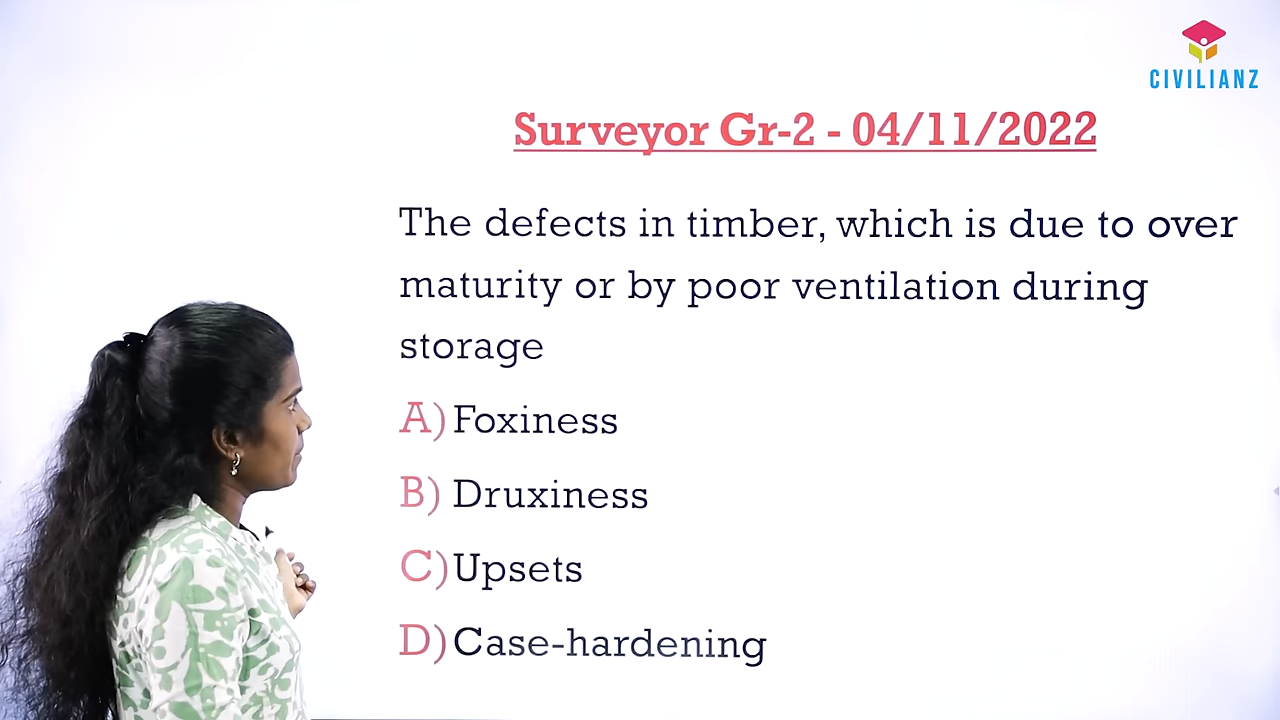 CIVILIANZ
Surveyor Gr-2 - 04/11/2022
The defects in timber, which is due to over
maturity or by poor ventilation during
storage
A) Foxiness
B) Druxiness
C) Upsets
D) Case-hardening